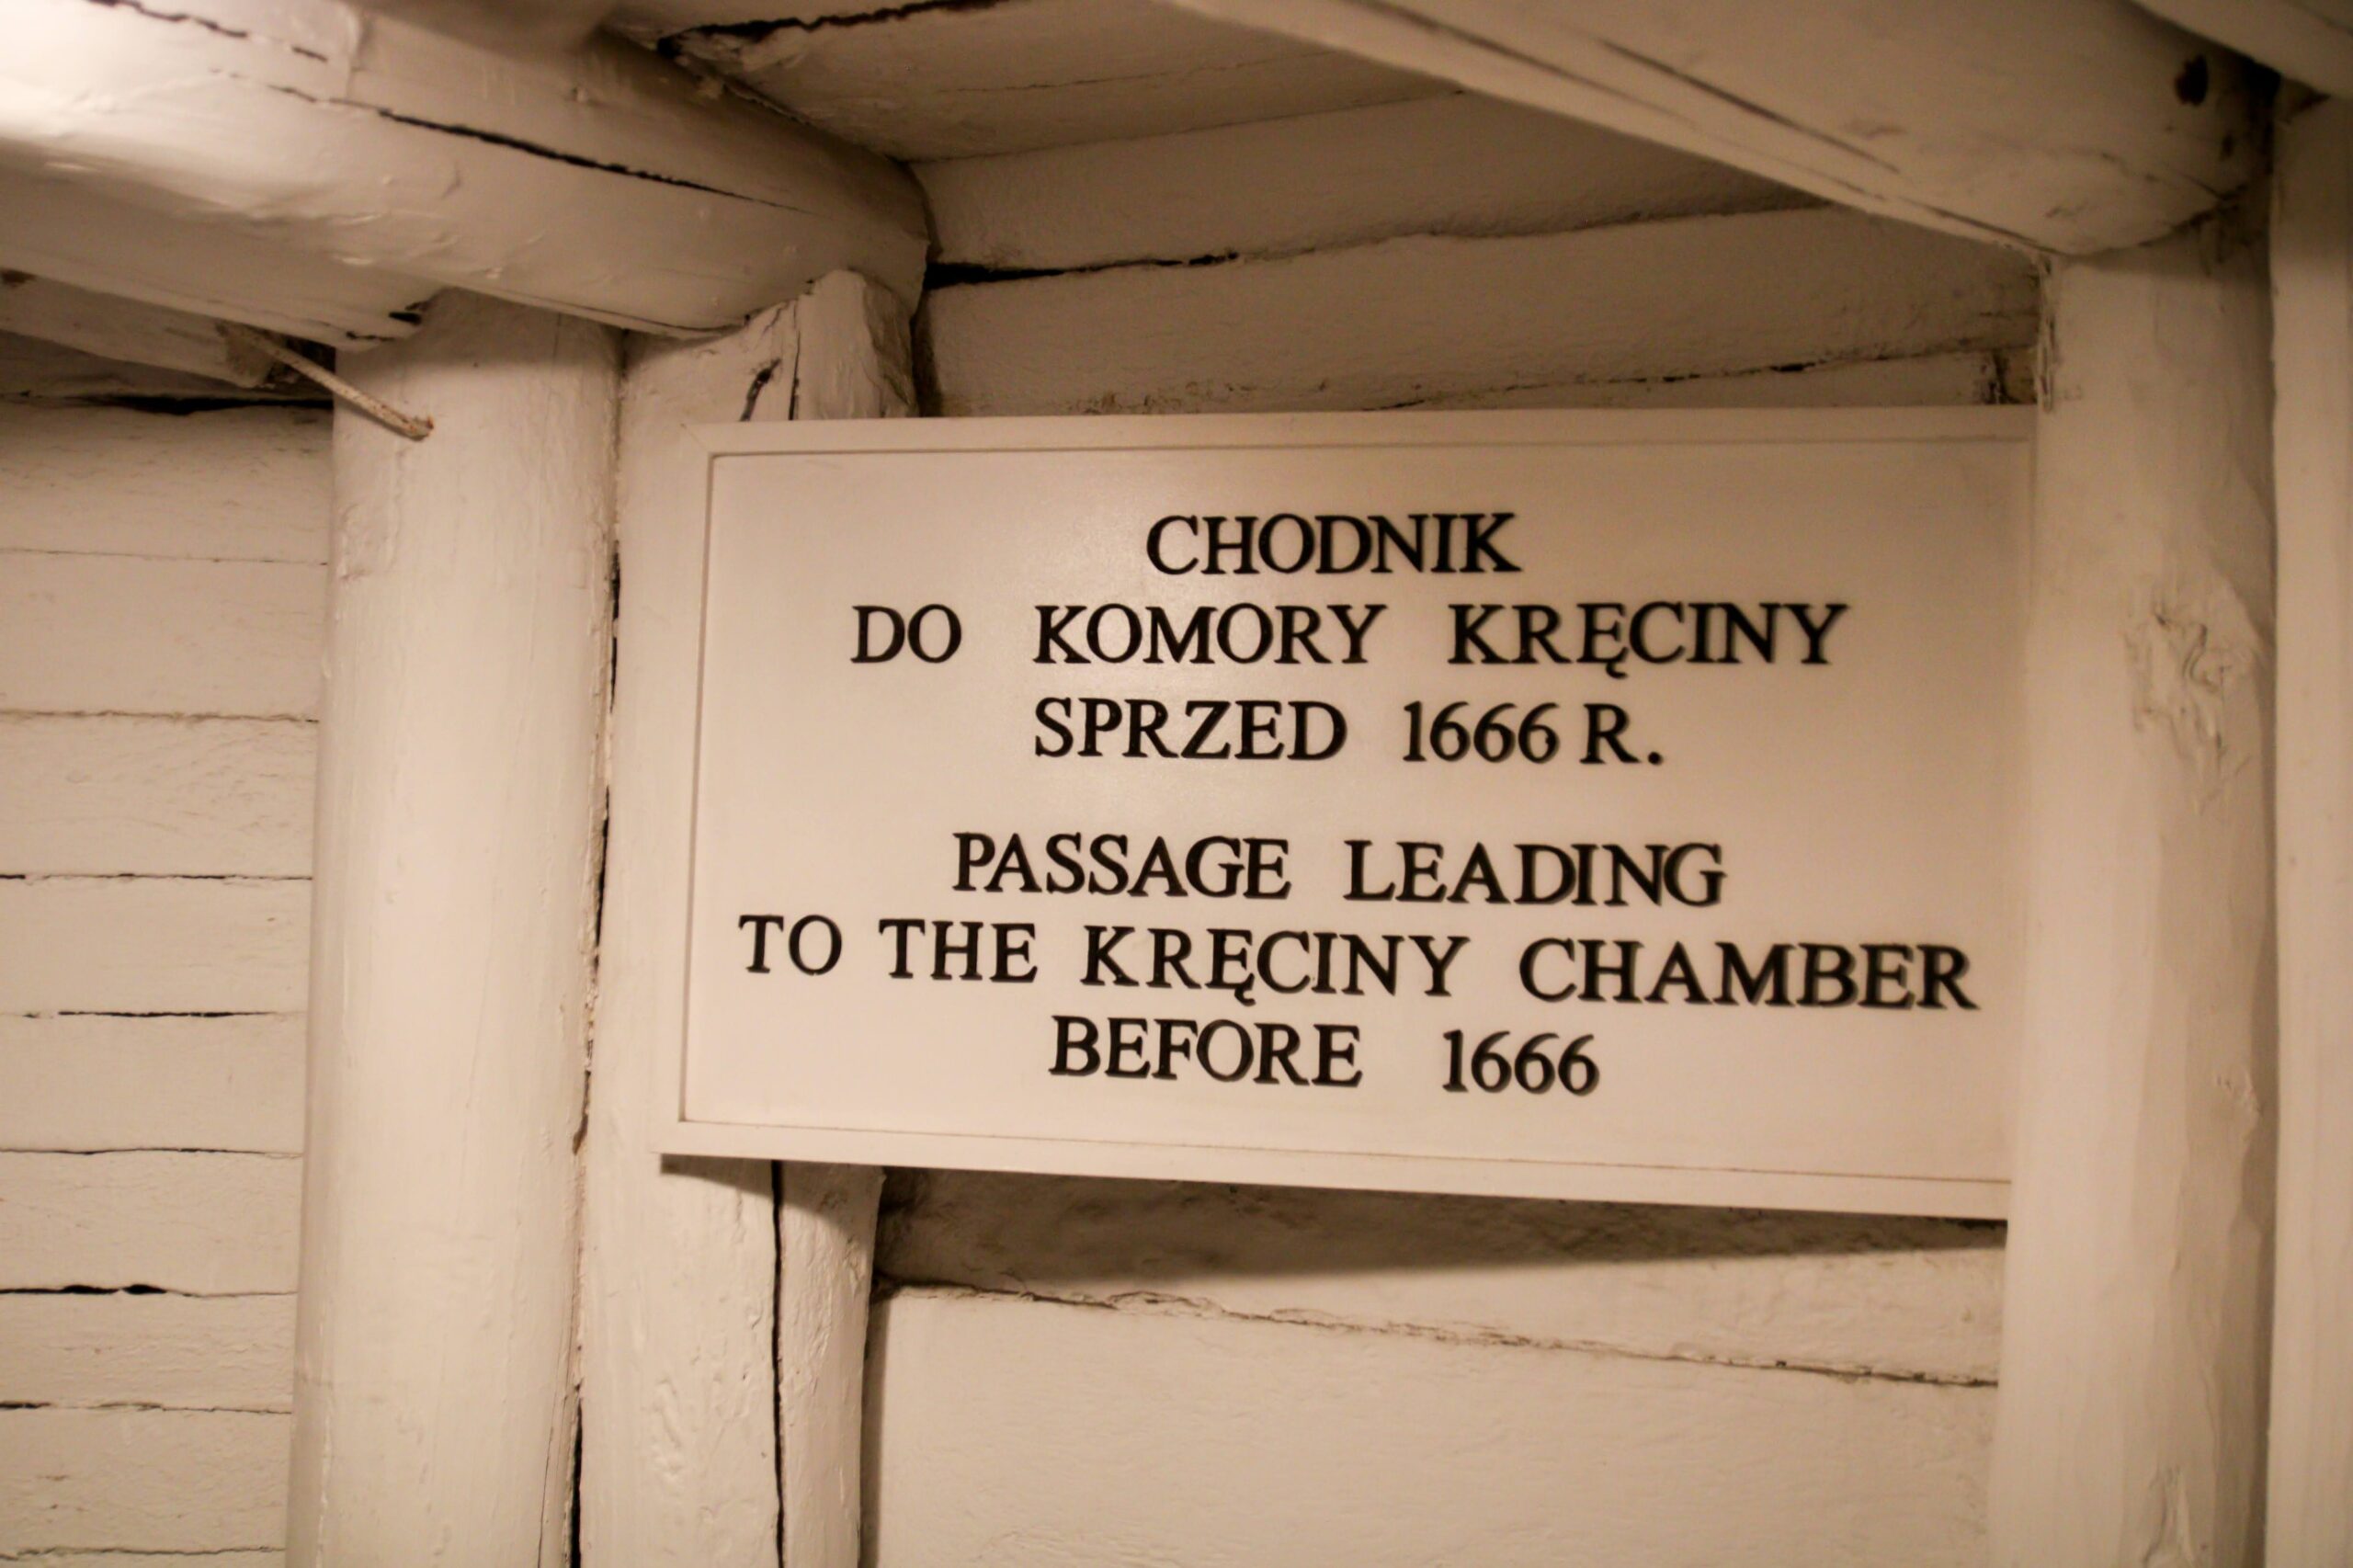 CHODNIK
DO KOMORY KRĘCINY
SPRZED 1666 R.
PASSAGE LEADING
TO THE KRĘCINY CHAMBER
BEFORE 1666